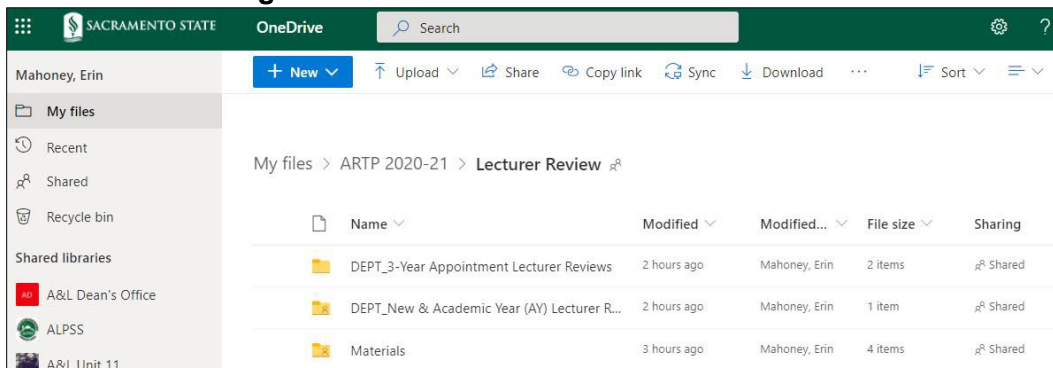 SACRAMENTO STATE OneDrive Search ?
Mahoney, Erin
+ New Upload Share Copy link Sync Download ... Sort
My files
Recent
Shared
Recycle bin
Shared libraries
AD A&L Dean's Office
ALPSS
A&L Unit 11
My files > ARTP 2020-21 > Lecturer Review
Name Modified Modified... File size Sharing
DEPT_3-Year Appointment Lecturer Reviews 2 hours ago Mahoney, Erin 2 items Shared
DEPT_New & Academic Year (AY) Lecturer R... 2 hours ago Mahoney, Erin 1 item Shared
Materials 3 hours ago Mahoney, Erin 4 items Shared